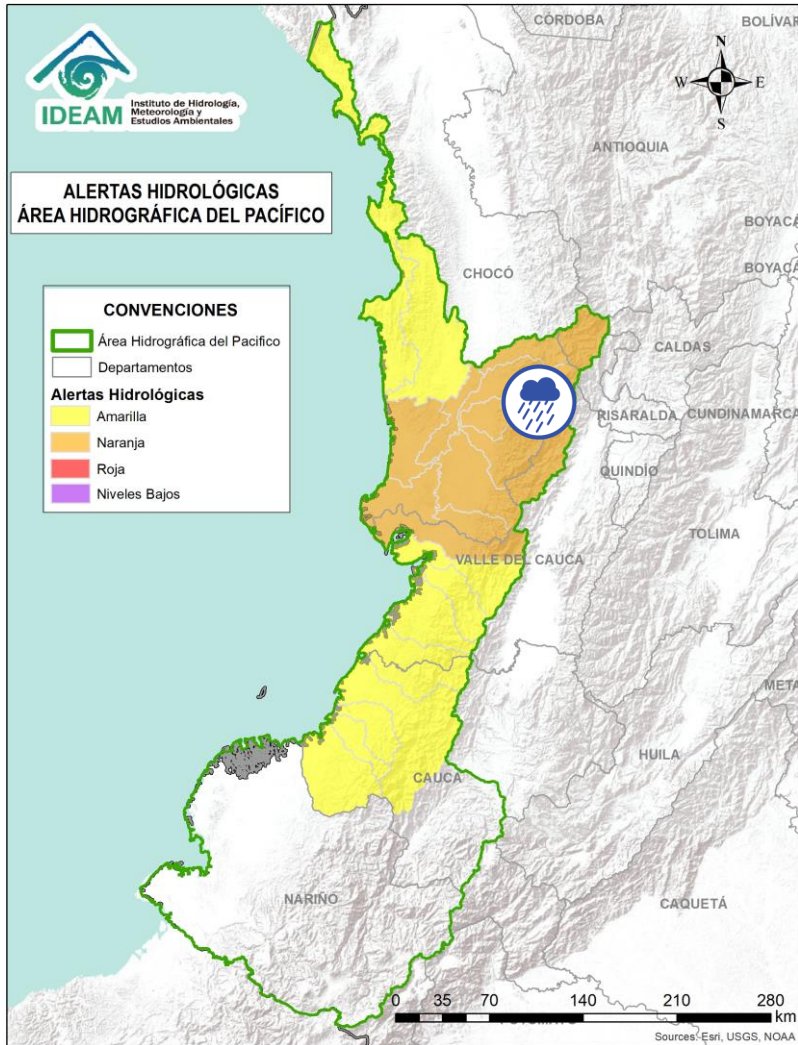 CÓRDOBA
BOLÍVAR
N
W
E
S
IDEAM
Instituto de Hidrología,
Meteorología y
Estudios Ambientales
ANTIOQUIA
ALERTAS HIDROLÓGICAS
ÁREA HIDROGRÁFICA DEL PACÍFICO
BOYACÁ
BOYACÁ
CHOCÓ
CONVENCIONES
Área Hidrográfica del Pacifico
Departamentos
Alertas Hidrológicas
Amarilla
Naranja
Roja
Niveles Bajos
CALDAS
RISARALDA
CUNDINAMARCA
QUINDÍO
TOLIMA
VALLE DEL CAUCA
META
HUILA
CAUCA
NARIÑO
CAQUETÁ
0 35 70 140 210 280
km
Sources: Esri, USGS, NOAA